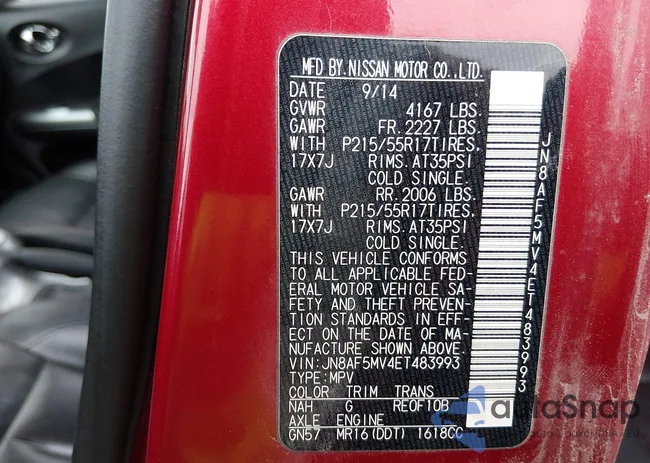 MFD BY.NISSAN MOTOR CO.,LTD.
DATE 9/14
GVWR 4167 LBS.
GAWR FR.2227 LBS.
WITH P215/55R17TIRES.
17X7J RIMS.AT35PSI
COLD SINGLE.
GAWR RR.2006 LBS.
WITH P215/55R17TIRES.
17X7J RIMS.AT35PSI
COLD SINGLE.
THIS VEHICLE CONFORMS
TO ALL APPLICABLE FED-
ERAL MOTOR VEHICLE SA-
FETY AND THEFT PREVEN-
TION STANDARDS IN EFF-
ECT ON THE DATE OF MA-
NUFACTURE SHOWN ABOVE.
VIN:JN8AF5MV4ET483993
TYPE:MPV
COLOR TRIM TRANS
NAH G RE0F10B
AXLE ENGINE
GN57 MR16(DDT) 1618CC
JN8AF5MV4ET483993
autoSnap